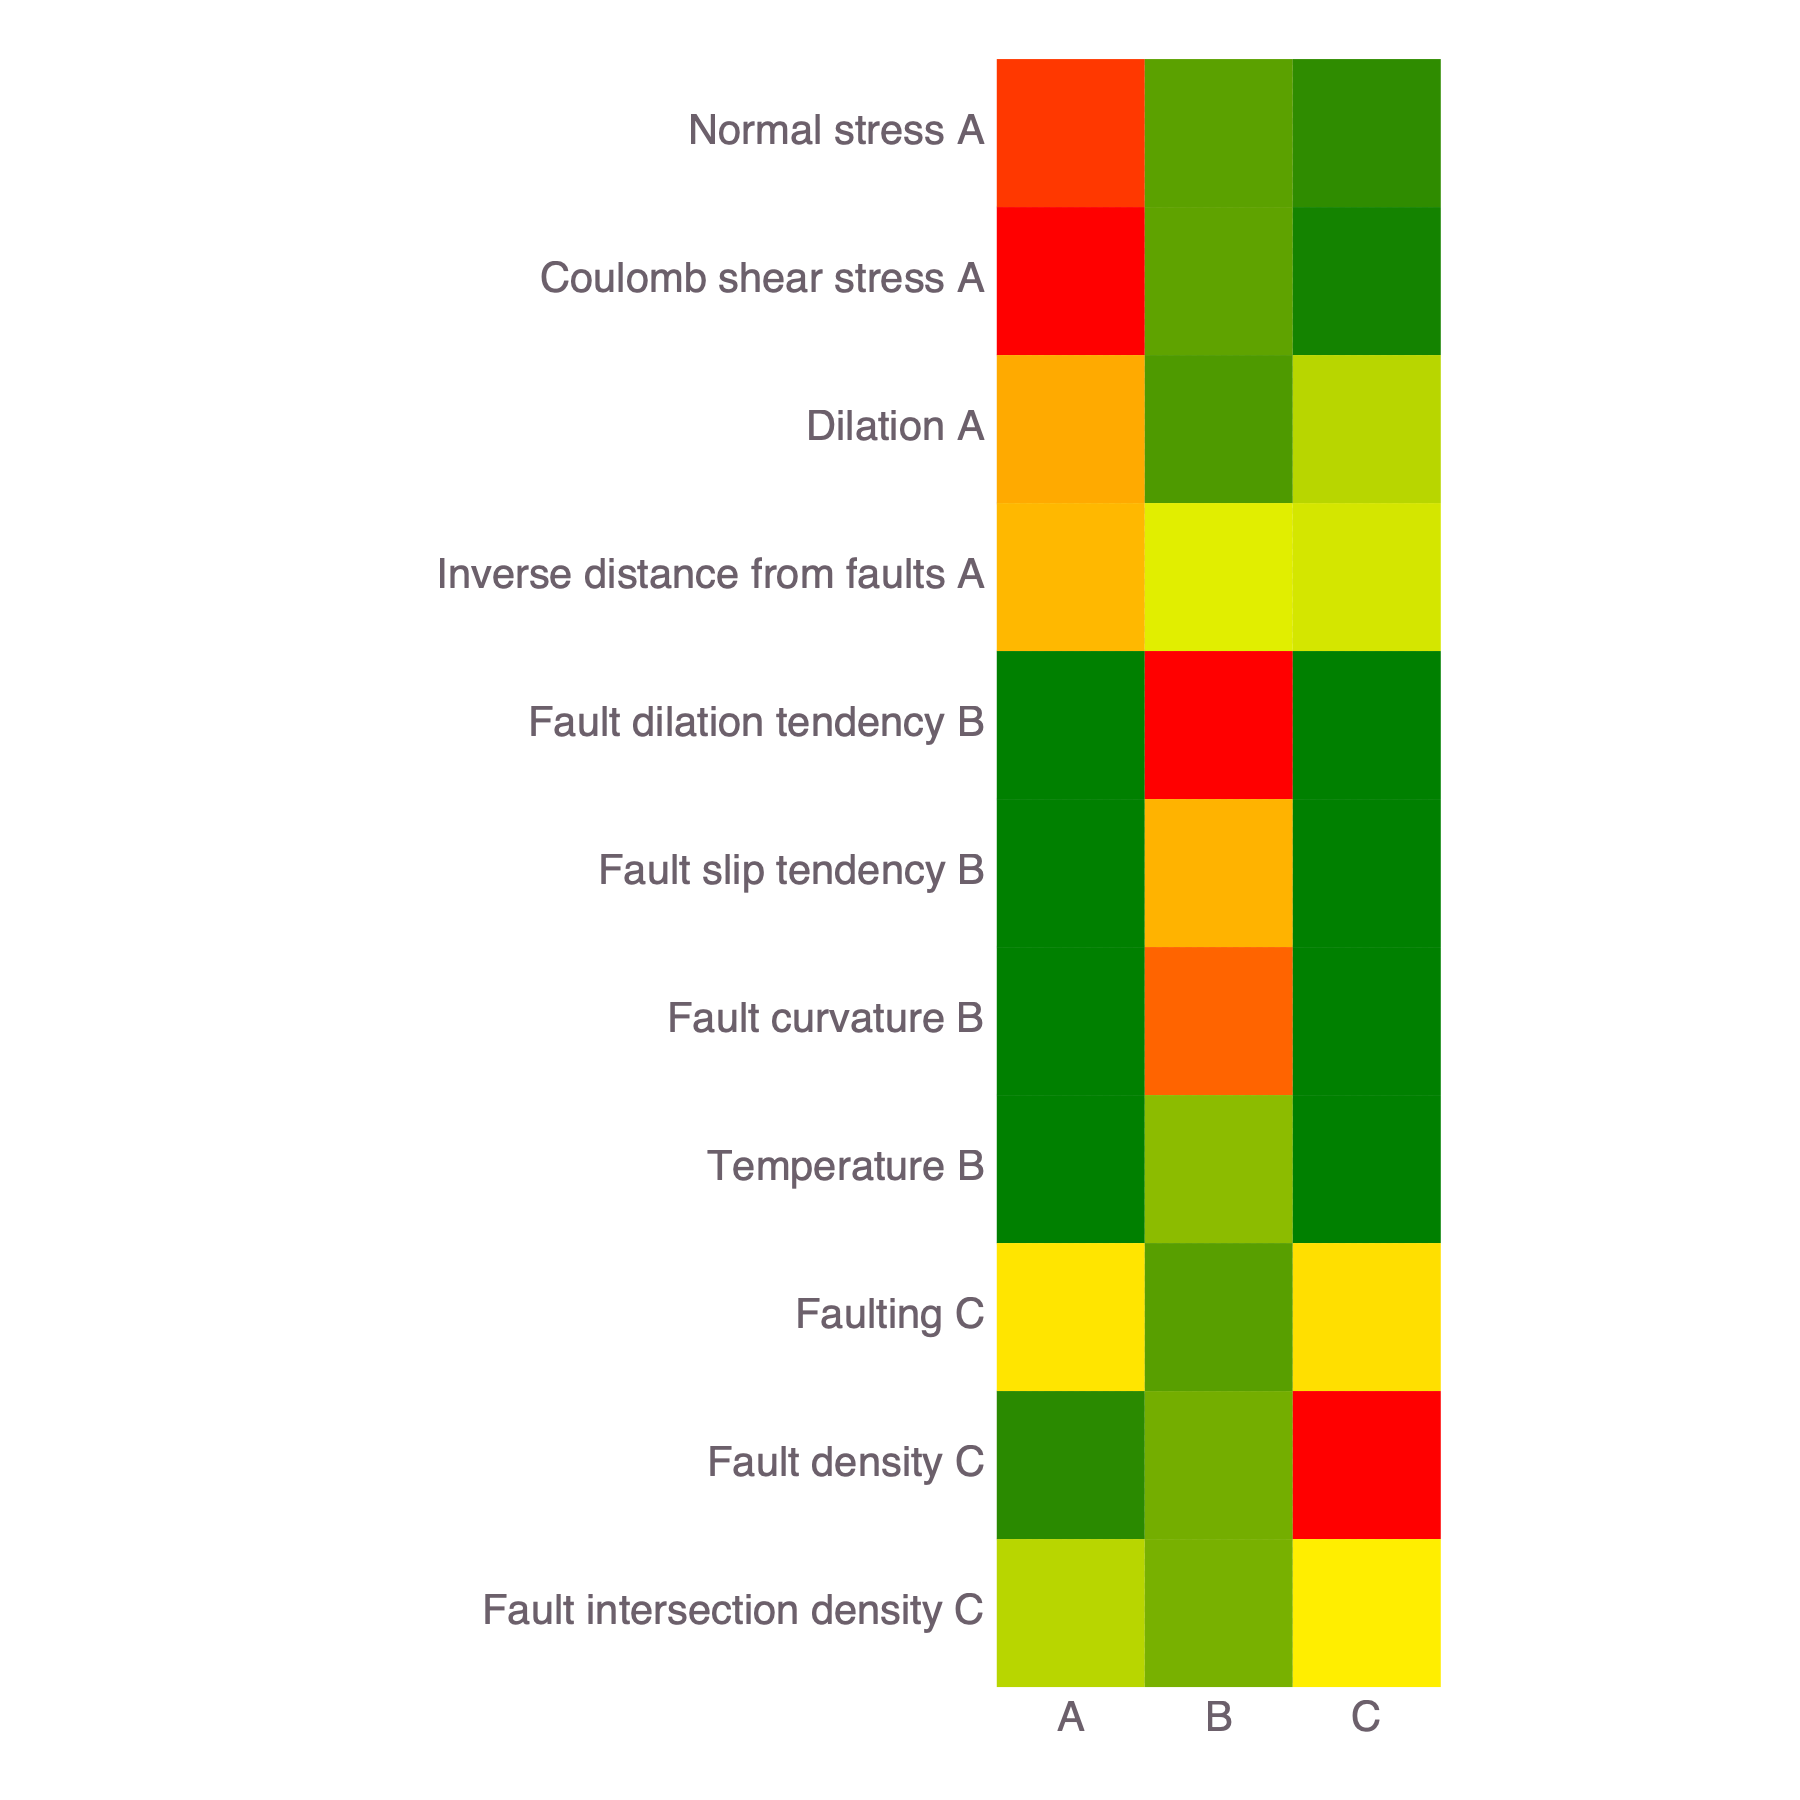 Normal stress A
Coulomb shear stress A
Dilation A
Inverse distance from faults A
Fault dilation tendency B
Fault slip tendency B
Fault curvature B
Temperature B
Faulting C
Fault density C
Fault intersection density C
A B C